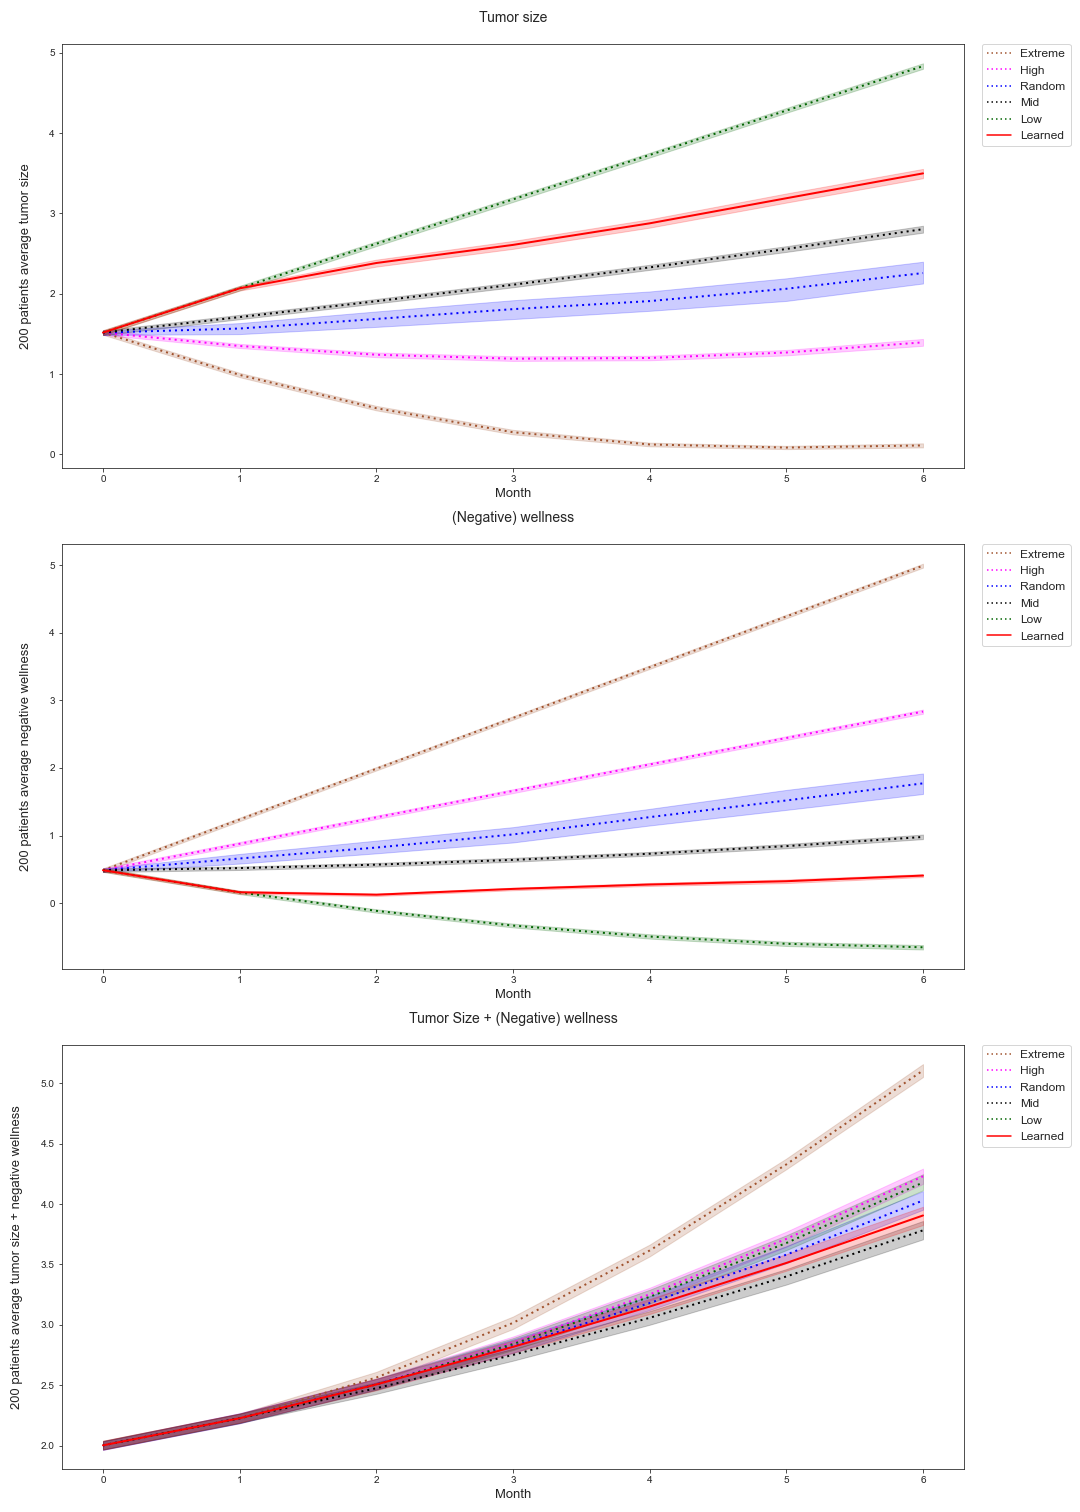 Tumor size
200 patients average tumor size
5
4
3
2
1
0
0 1 2 3 4 5 6
Month
Extreme
High
Random
Mid
Low
Learned
(Negative) wellness
200 patients average negative wellness
5
4
3
2
1
0
0 1 2 3 4 5 6
Month
Extreme
High
Random
Mid
Low
Learned
Tumor Size + (Negative) wellness
200 patients average tumor size + negative wellness
5.0
4.5
4.0
3.5
3.0
2.5
2.0
0 1 2 3 4 5 6
Month
Extreme
High
Random
Mid
Low
Learned